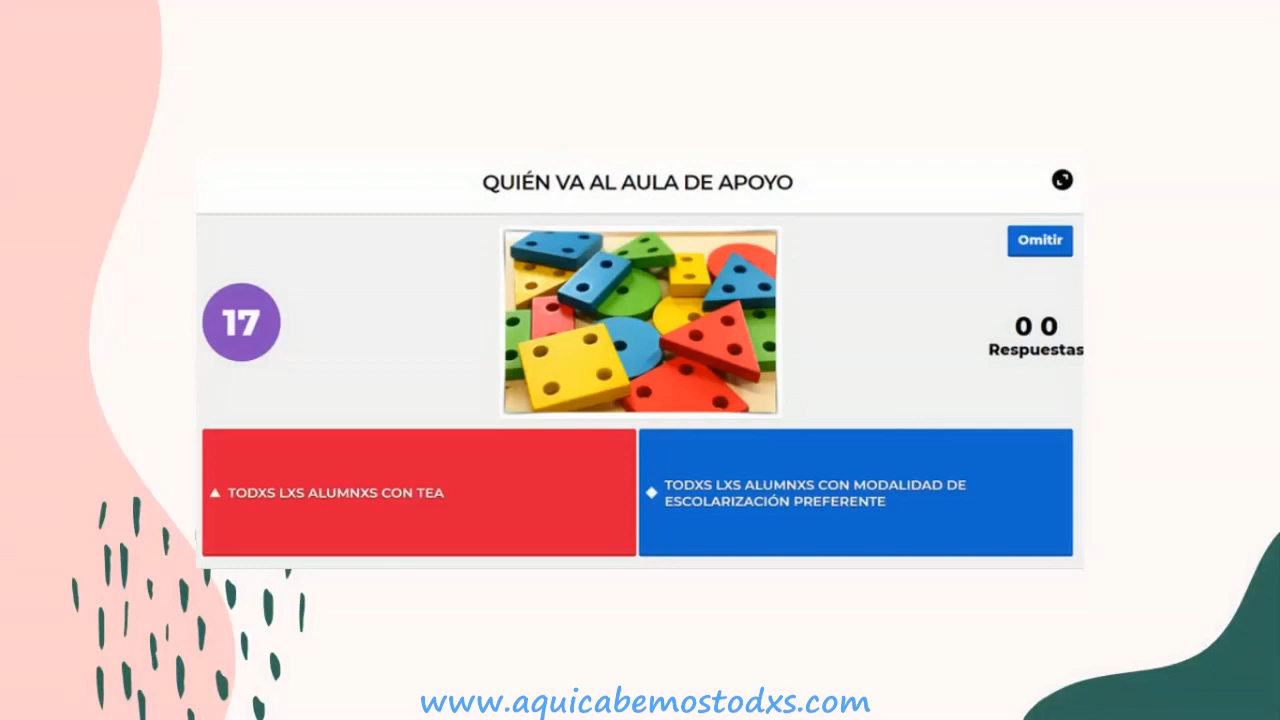 QUIÉN VA AL AULA DE APOYO
Omitir
17
0 0
Respuestas
TODXS LXS ALUMNXS CON TEA
TODXS LXS ALUMNXS CON MODALIDAD DE
ESCOLARIZACIÓN PREFERENTE
www.aquicabemostodxs.com